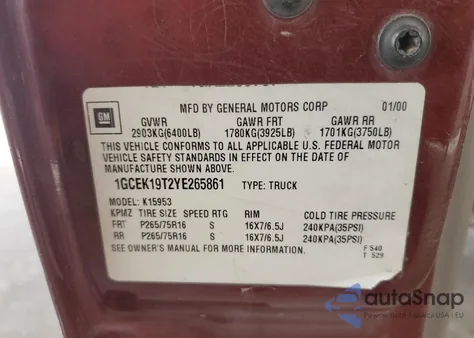 GM
MFD BY GENERAL MOTORS CORP 01/00
GVWR GAWR FRT GAWR RR
2903KG(6400LB) 1780KG(3925LB) 1701KG(3750LB)
THIS VEHICLE CONFORMS TO ALL APPLICABLE U.S. FEDERAL MOTOR
VEHICLE SAFETY STANDARDS IN EFFECT ON THE DATE OF
MANUFACTURE SHOWN ABOVE.
1GCEK19T2YE265861 TYPE: TRUCK
MODEL: K15953
KPMZ TIRE SIZE SPEED RTG RIM COLD TIRE PRESSURE
FRT P265/75R16 S 16X7/6.5J 240KPA(35PSI)
RR P265/75R16 S 16X7/6.5J 240KPA(35PSI)
SEE OWNER'S MANUAL FOR MORE INFORMATION.
F 540
T 529
autaSnap